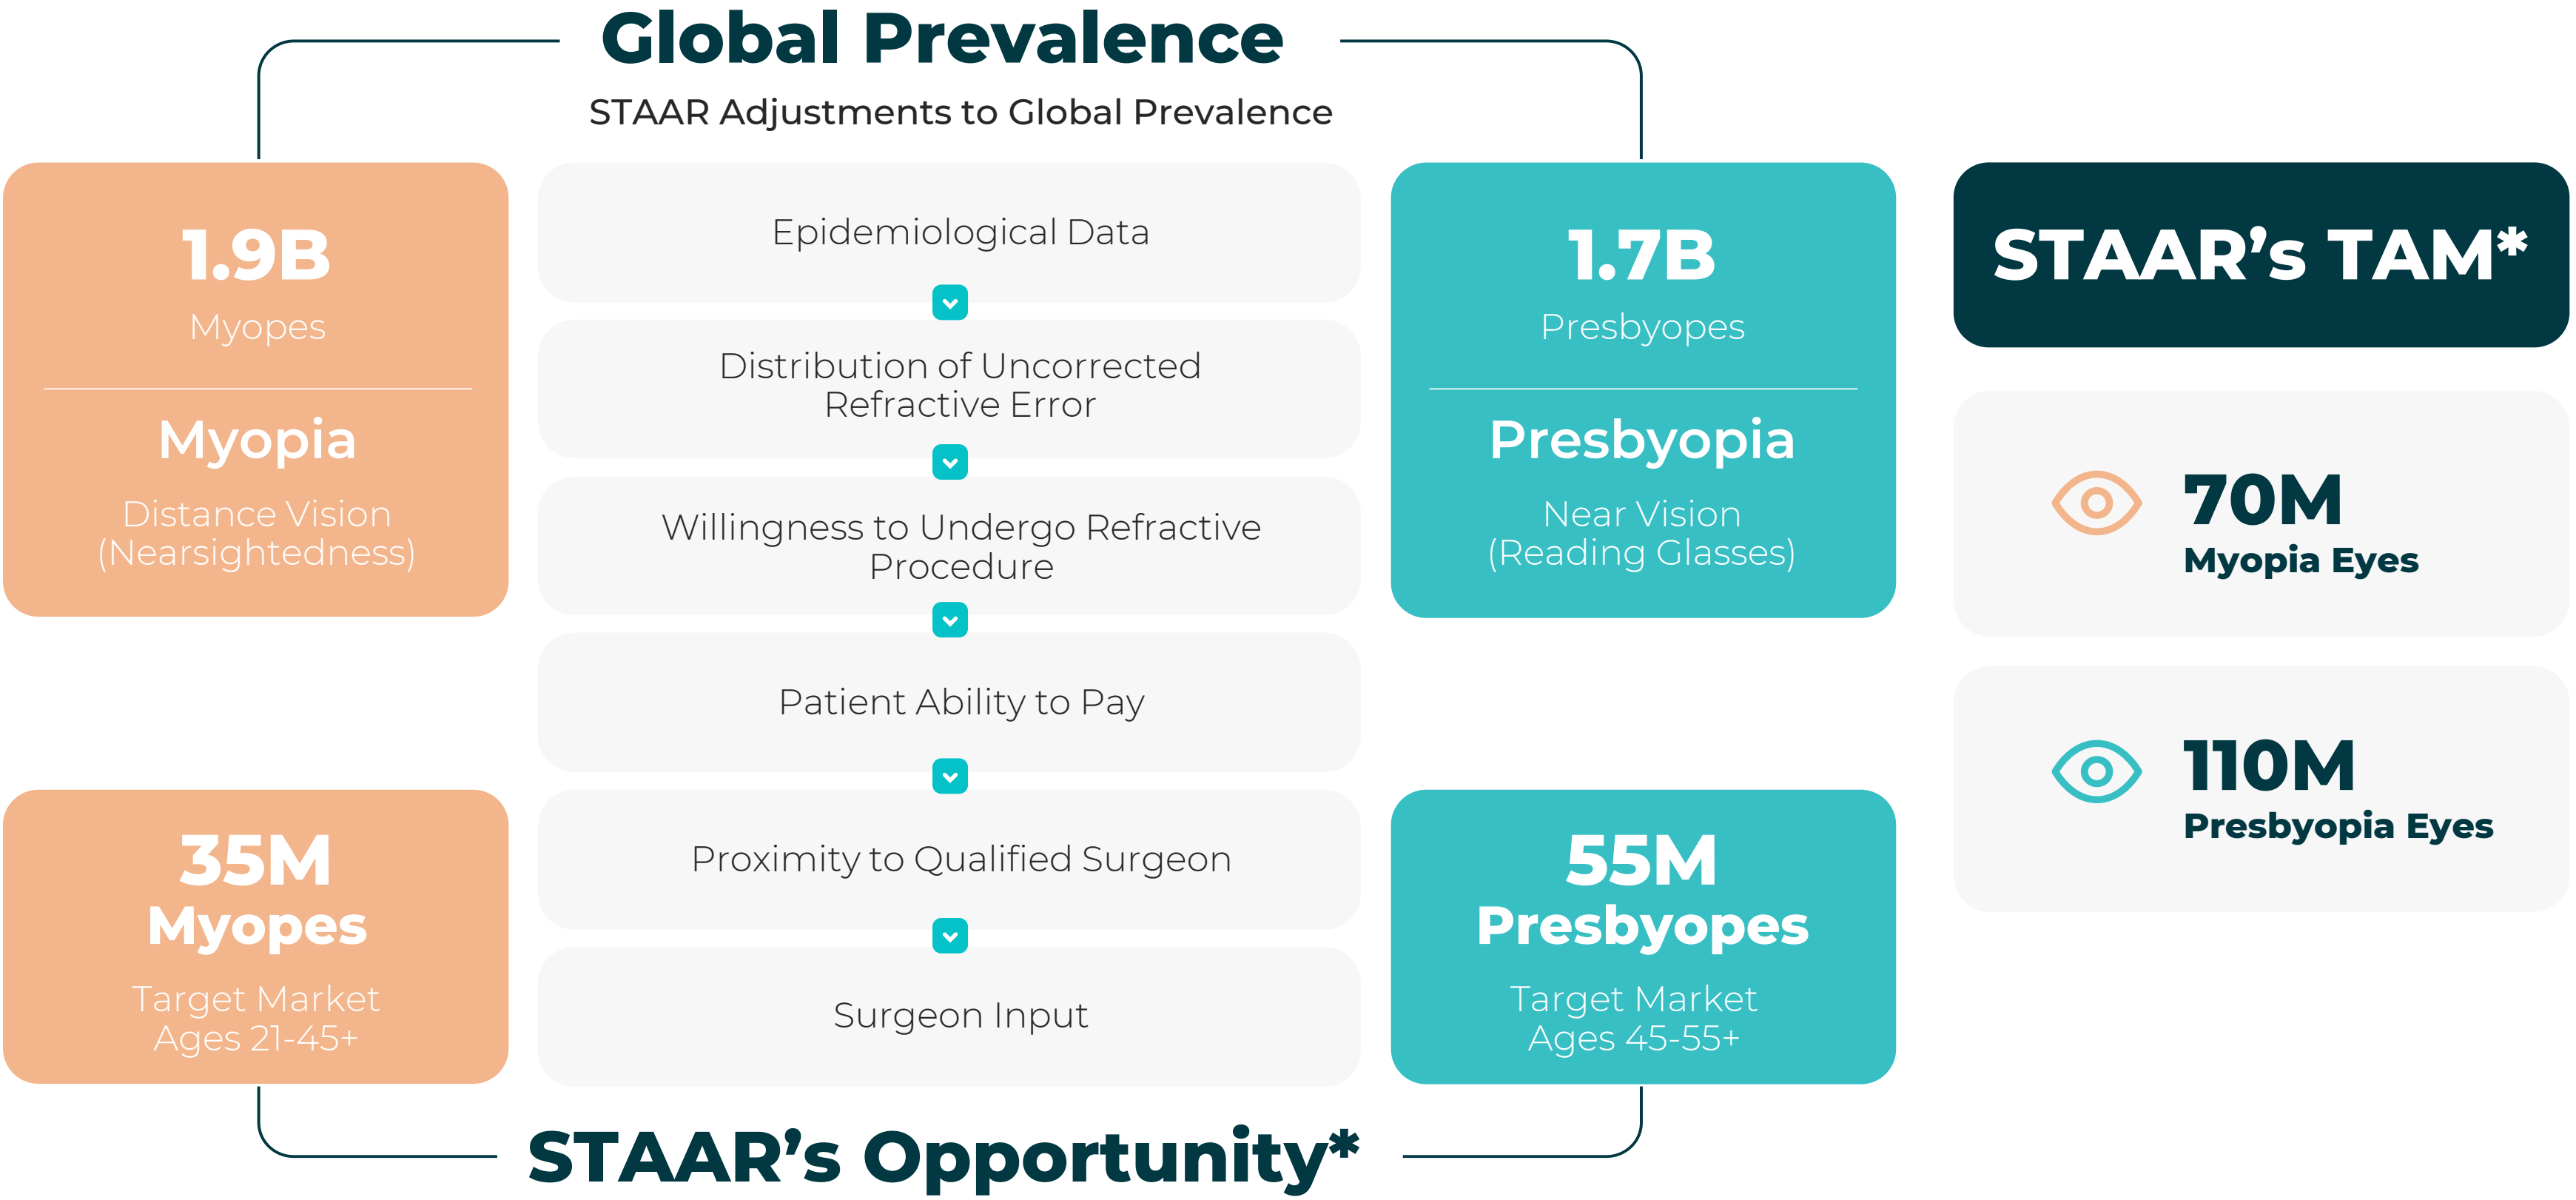 Global Prevalence
STAAR Adjustments to Global Prevalence
1.9B
Myopes
Myopia
Distance Vision
(Nearsightedness)
Epidemiological Data
Distribution of Uncorrected
Refractive Error
Willingness to Undergo Refractive
Procedure
Patient Ability to Pay
Proximity to Qualified Surgeon
Surgeon Input
1.7B
Presbyopes
Presbyopia
Near Vision
(Reading Glasses)
35M
Myopes
Target Market
Ages 21-45+
55M
Presbyopes
Target Market
Ages 45-55+
STAAR’s Opportunity*
STAAR’s TAM*
70M
Myopia Eyes
110M
Presbyopia Eyes